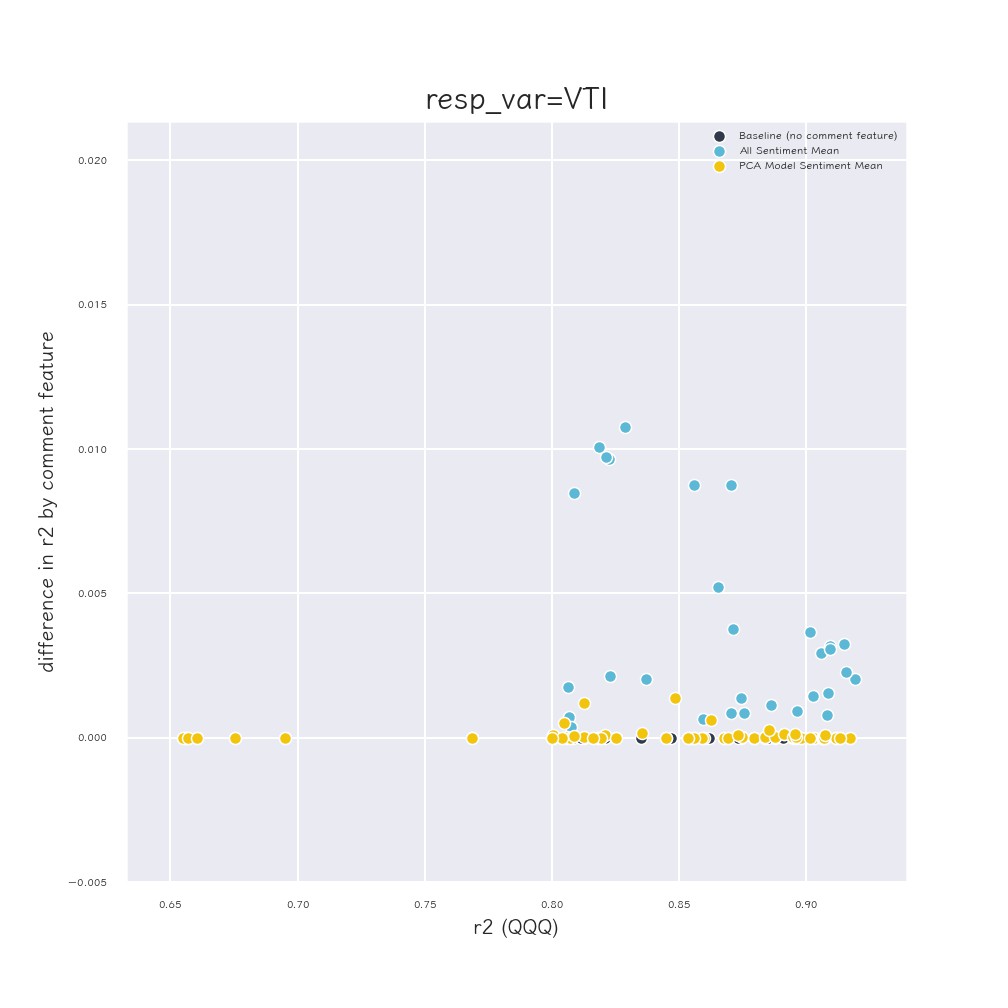 resp_var=VTI
Baseline (no comment feature)
All Sentiment Mean
PCA Model Sentiment Mean
0.020
0.015
0.010
0.005
0.000
−0.005
difference in r2 by comment feature
0.65 0.70 0.75 0.80 0.85 0.90
r2 (QQQ)